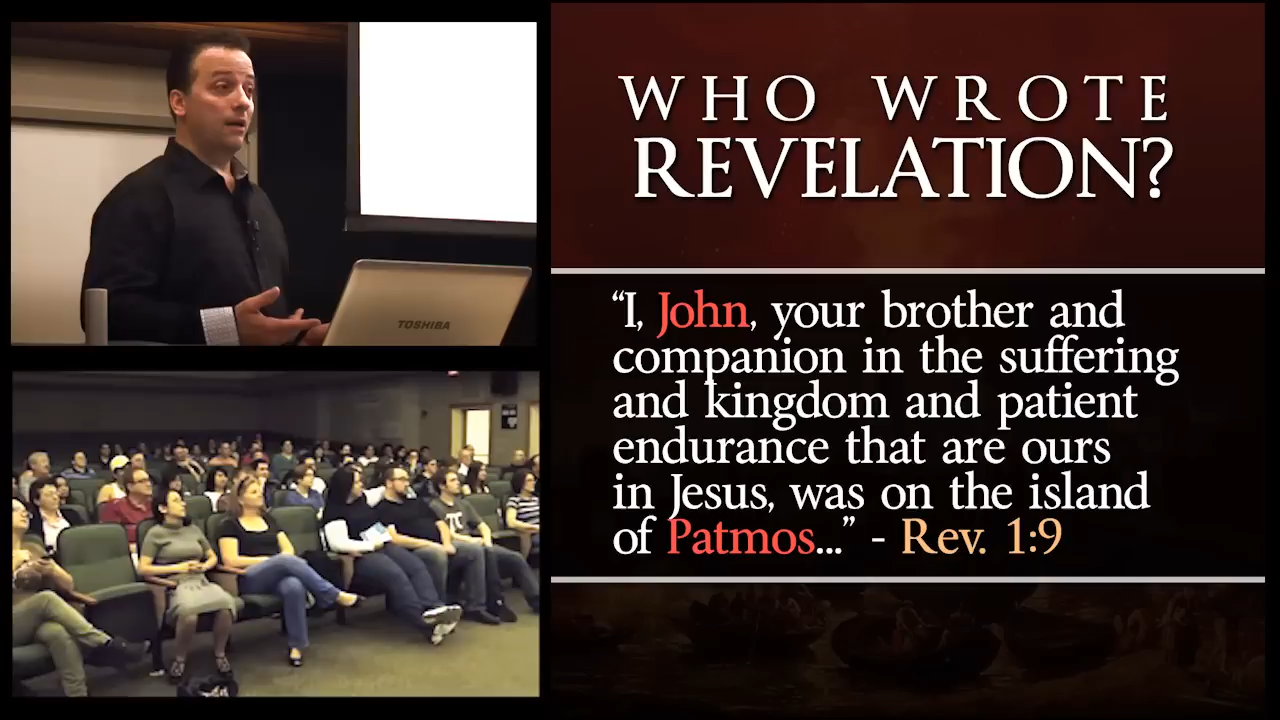 WHO WROTE
REVELATION?
“I, John, your brother and
companion in the suffering
and kingdom and patient
endurance that are ours
in Jesus, was on the island
of Patmos...” - Rev. 1:9
TOSHIBA
TC